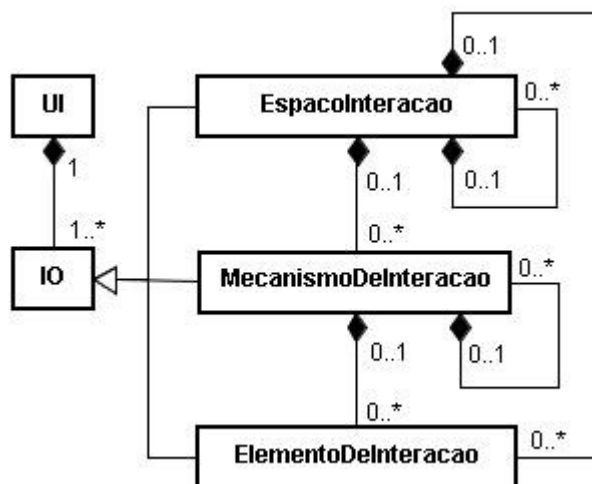 0..1
UI
EspacoInteracao
0..*
1
0..1
0..1
1..*
0..*
IO
MecanismoDeInteracao
0..*
0..1
0..1
0..*
ElementoDeInteracao
0..*